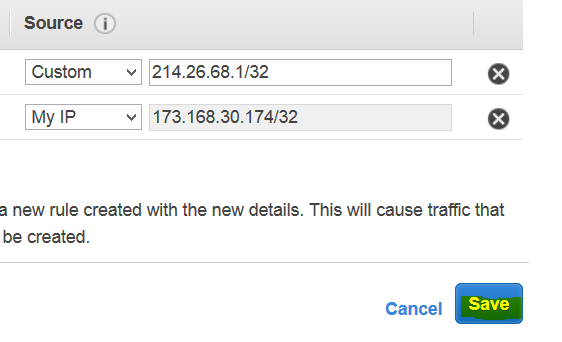 Source i
Custom 214.26.68.1/32
My IP 173.168.30.174/32
a new rule created with the new details. This will cause traffic that
be created.
Cancel Save